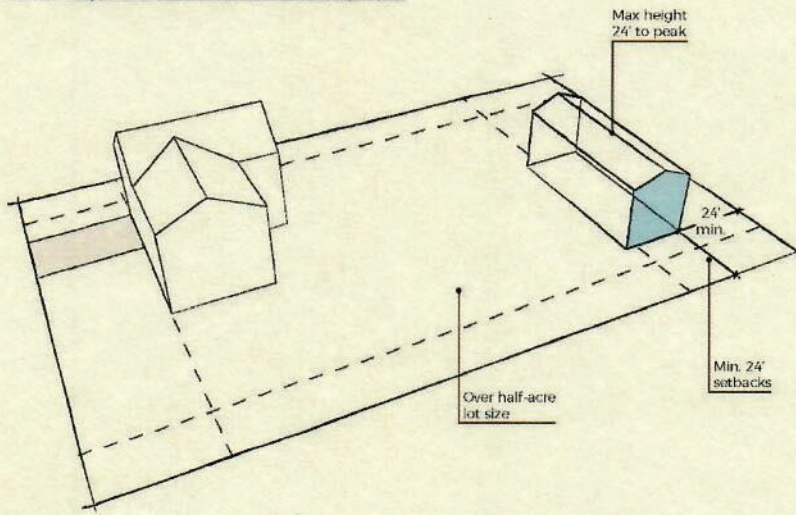 Max height
24' to peak
24'
min.
Min. 24'
setbacks
Over half-acre
lot size